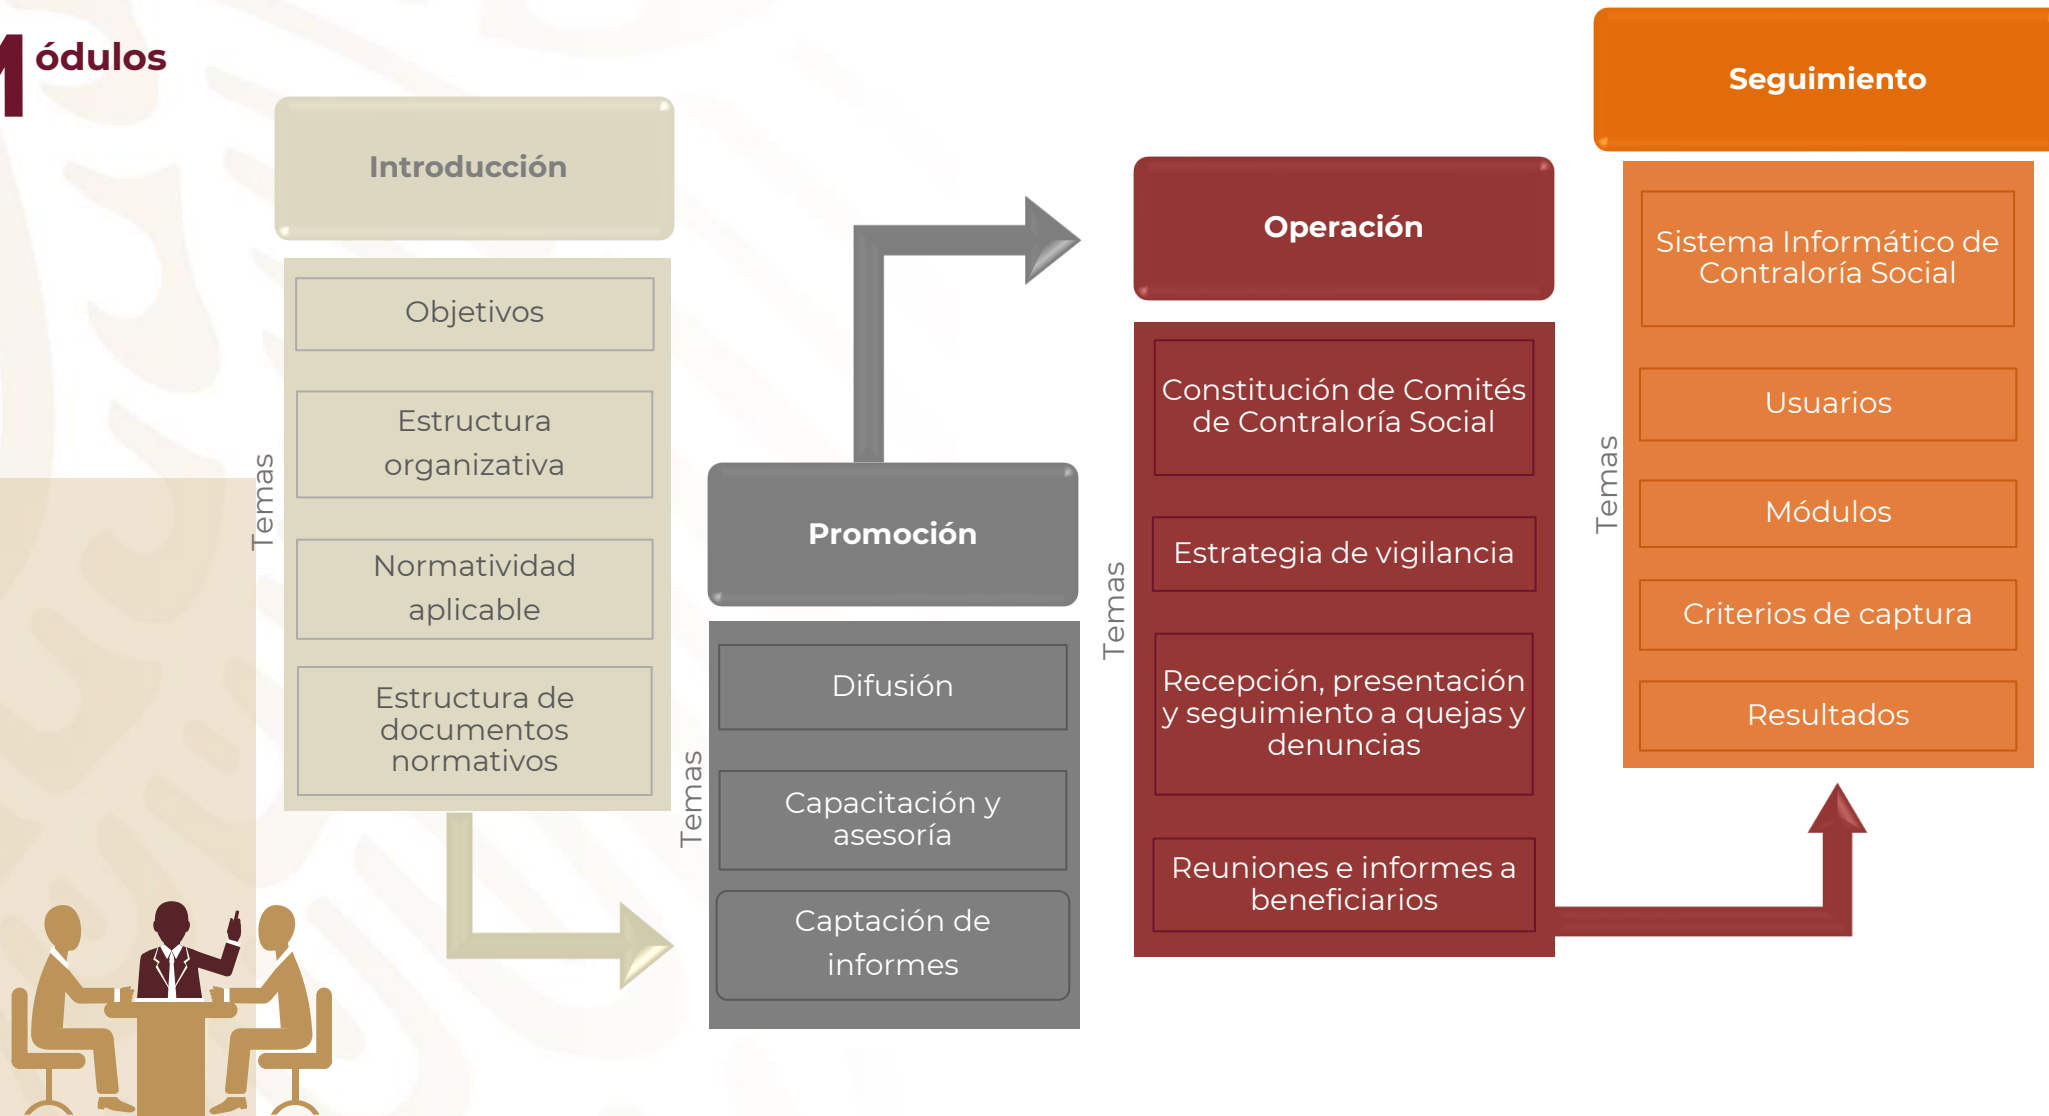 Módulos
Introducción
Temas
Objetivos
Estructura
organizativa
Normatividad
aplicable
Estructura de
documentos
normativos
Promoción
Temas
Difusión
Capacitación y
asesoría
Captación de
informes
Operación
Temas
Constitución de Comités
de Contraloría Social
Estrategia de vigilancia
Recepción, presentación
y seguimiento a quejas y
denuncias
Reuniones e informes a
beneficiarios
Seguimiento
Temas
Sistema Informático de
Contraloría Social
Usuarios
Módulos
Criterios de captura
Resultados